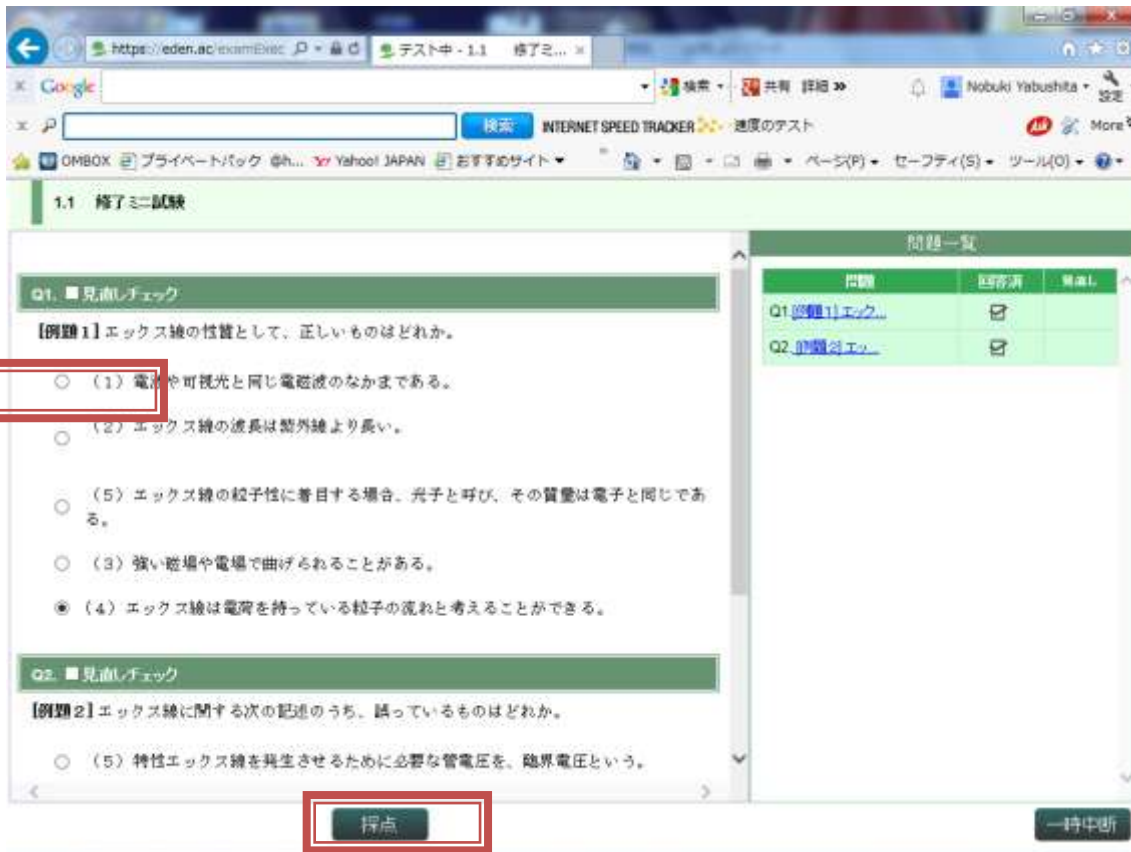 https://eden.ac/examExec
テスト中 - 1.1 修了ミ...
Google
検索
共有
詳細 »
Nobuki Yabushita
設定
検索
INTERNET SPEED TRACKER
速度のテスト
More
OMBOX
プライベートトバック @h...
Yahoo! JAPAN
おすすめサイト
ページ(P)
セーフティ(S)
ツール(O)
1.1 修了ミニ試験
Q1. ■見直しチェック
【例題1】エックス線の性質として、正しいものはどれか。
(1) 電波や可視光と同じ電磁波のなかまである。
(2) エックス線の波長は紫外線より長い。
(5) エックス線の粒子性に着目する場合、光子と呼び、その質量は電子と同じであ
る。
(3) 強い磁場や電場で曲げられることがある。
(4) エックス線は電荷を持っている粒子の流れと考えることができる。
Q2. ■見直しチェック
【例題2】エックス線に関する次の記述のうち、誤っているものはどれか。
(5) 特性エックス線を発生させるために必要な管電圧を、臨界電圧という。
採点
問題一覧
問題 回答済 見直し
Q1.[例題1] エック...
Q2.[例題2] エッ...
一時中断